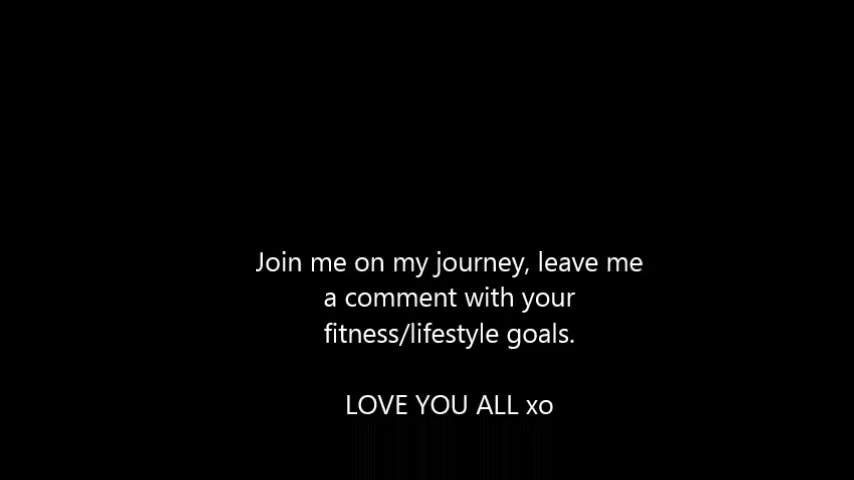 Join me on my journey, leave me
a comment with your
fitness/lifestyle goals.
LOVE YOU ALL xo